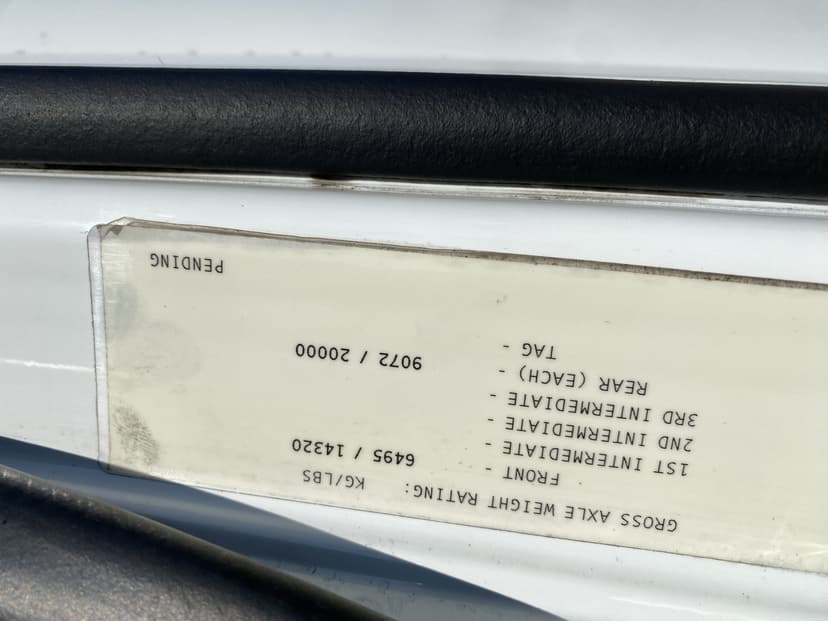 GROSS AXLE WEIGHT RATING: KG/LBS
FRONT - 6495 / 14320
1ST INTERMEDIATE -
2ND INTERMEDIATE -
3RD INTERMEDIATE -
REAR (EACH) - 9072 / 20000
TAG -
PENDING